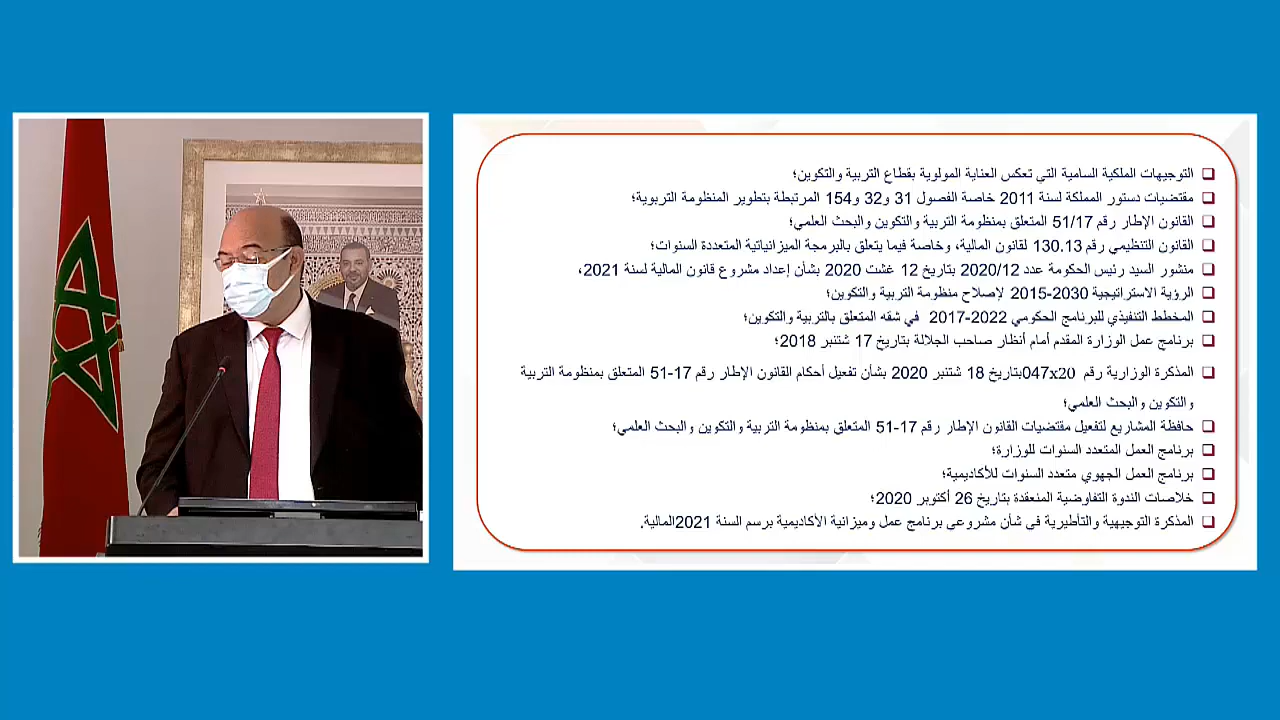 التوجيهات الملكية السامية التي تعكس العناية المولوية بقطاع التربية والتكوين؛
مقتضيات دستور المملكة لسنة 2011 خاصة الفصول 31 و32 و154 المرتبطة بتطوير المنظومة التربوية؛
القانون الإطار رقم 51/17 المتعلق بمنظومة التربية والتكوين والبحث العلمي؛
القانون التنظيمي رقم 130.13 لقانون المالية، وخاصة فيما يتعلق بالبرمجة الميزانياتية المتعددة السنوات؛
منشور السيد رئيس الحكومة عدد 2020/12 بتاريخ 12 غشت 2020 بشأن إعداد مشروع قانون المالية لسنة 2021،
الرؤية الاستراتيجية 2030-2015 لإصلاح منظومة التربية والتكوين؛
المخطط التنفيذي للبرنامج الحكومي 2022-2017 في شقه المتعلق بالتربية والتكوين؛
برنامج عمل الوزارة المقدم أمام أنظار صاحب الجلالة بتاريخ 17 شتنبر 2018؛
المذكرة الوزارية رقم 047x20بتاريخ 18 شتنبر 2020 بشأن تفعيل أحكام القانون الإطار رقم 17-51 المتعلق بمنظومة التربية
والتكوين والبحث العلمي؛
حافظة المشاريع لتفعيل مقتضيات القانون الإطار رقم 17-51 المتعلق بمنظومة التربية والتكوين والبحث العلمي؛
برنامج العمل المتعدد السنوات للوزارة؛
برنامج العمل الجهوي متعدد السنوات للأكاديمية؛
خلاصات الندوة التفاوضية المنعقدة بتاريخ 26 أكتوبر 2020؛
المذكرة التوجيهية والتأطيرية في شأن مشروعي برنامج عمل وميزانية الأكاديمية برسم السنة 2021المالية.